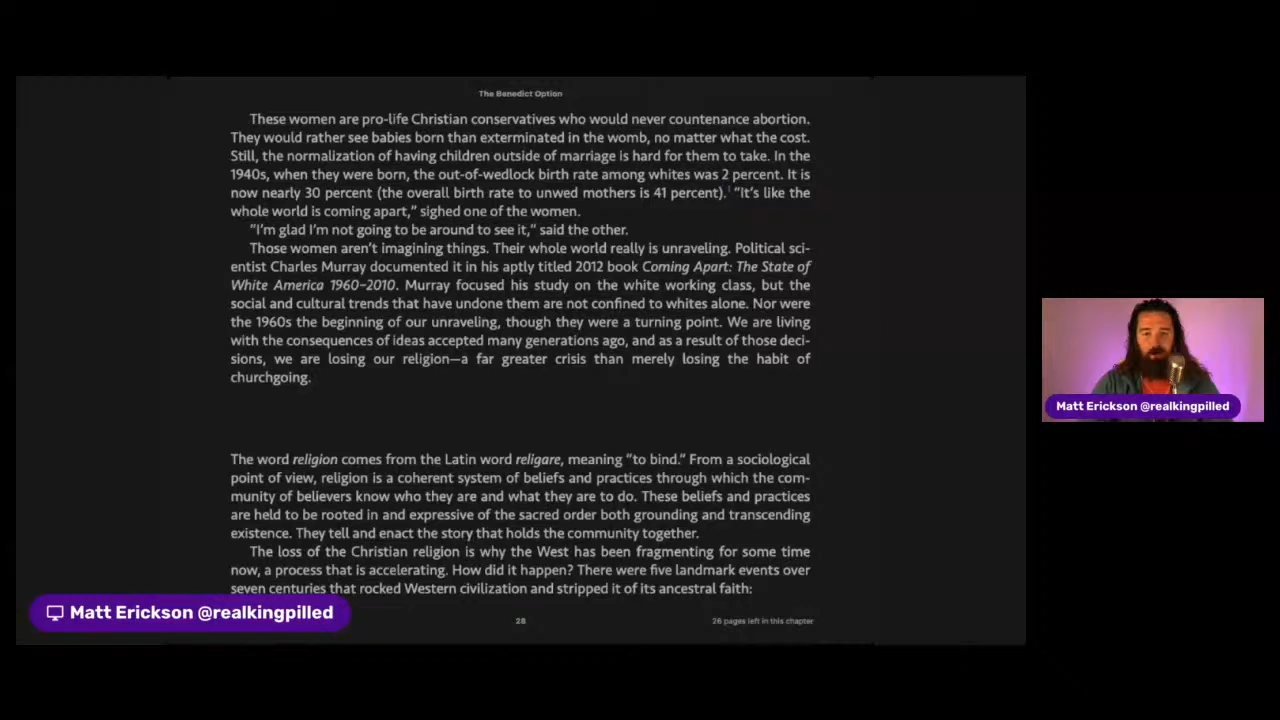 The Benedict Option
These women are pro-life Christian conservatives who would never countenance abortion.
They would rather see babies born than exterminated in the womb, no matter what the cost.
Still, the normalization of having children outside of marriage is hard for them to take. In the
1940s, when they were born, the out-of-wedlock birth rate among whites was 2 percent. It is
now nearly 30 percent (the overall birth rate to unwed mothers is 41 percent).¹ “It’s like the
whole world is coming apart,” sighed one of the women.
“I’m glad I’m not going to be around to see it,” said the other.
Those women aren’t imagining things. Their whole world really is unraveling. Political sci-
entist Charles Murray documented it in his aptly titled 2012 book Coming Apart: The State of
White America 1960–2010. Murray focused his study on the white working class, but the
social and cultural trends that have undone them are not confined to whites alone. Nor were
the 1960s the beginning of our unraveling, though they were a turning point. We are living
with the consequences of ideas accepted many generations ago, and as a result of those deci-
sions, we are losing our religion—a far greater crisis than merely losing the habit of
churchgoing.
The word religion comes from the Latin word religare, meaning “to bind.” From a sociological
point of view, religion is a coherent system of beliefs and practices through which the com-
munity of believers know who they are and what they are to do. These beliefs and practices
are held to be rooted in and expressive of the sacred order both grounding and transcending
existence. They tell and enact the story that holds the community together.
The loss of the Christian religion is why the West has been fragmenting for some time
now, a process that is accelerating. How did it happen? There were five landmark events over
seven centuries that rocked Western civilization and stripped it of its ancestral faith:
28
26 pages left in this chapter
Matt Erickson @realkingpilled
Matt Erickson @realkingpilled